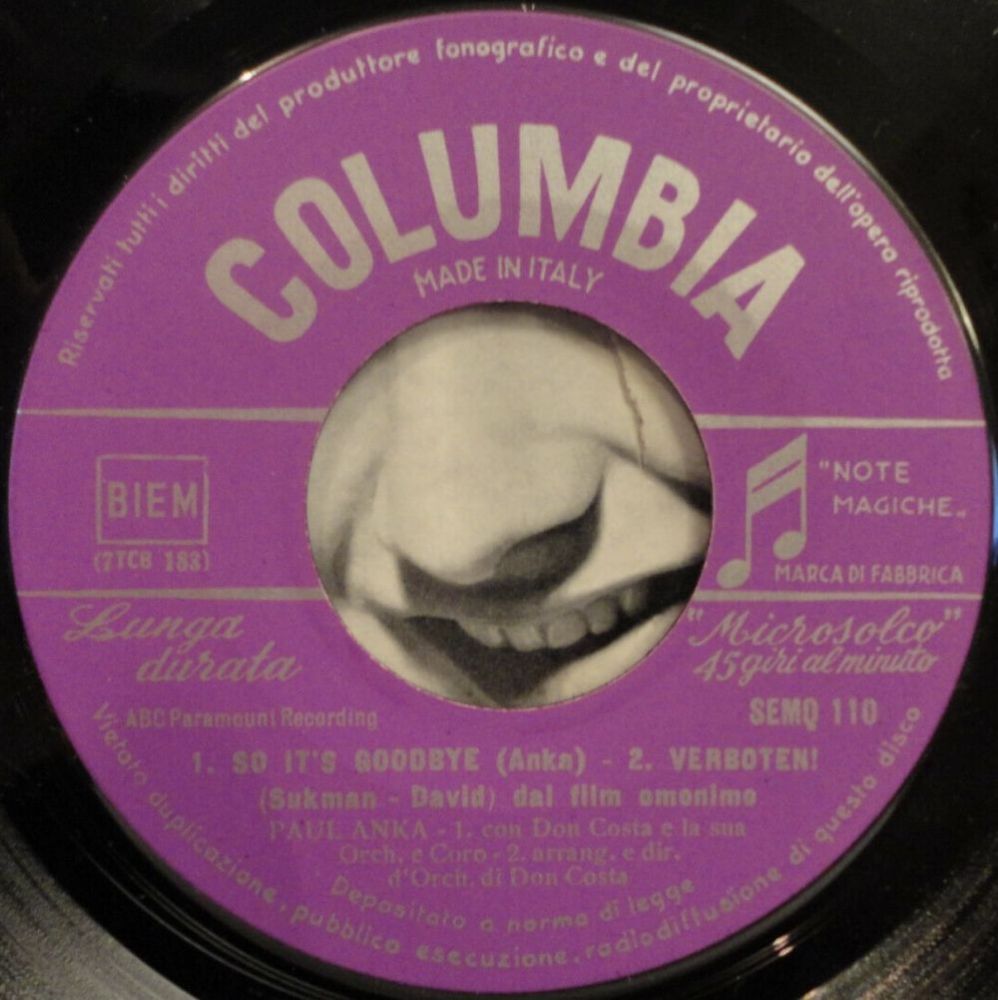 Riservati tutti i diritti del produttore fonografico e del proprietario dell'opera riprodotta
COLUMBIA
MADE IN ITALY
BIEM
(7TCB 183)
"NOTE
MAGICHE„
MARCA DI FABBRICA
Lunga
durata
"Microsolco"
45 giri al minuto
ABC Paramount Recording
SEMQ 110
1. SO IT'S GOODBYE (Anka) - 2. VERBOTEN!
(Sukman - David) dal film omonimo
PAUL ANKA - 1. con Don Costa e la sua
Orch. e Coro - 2. arrang. e dir.
d'Orch. di Don Costa
Depositato a norma di legge
Vietato duplicazione, pubblico esecuzione, radiodiffusione di questo disco